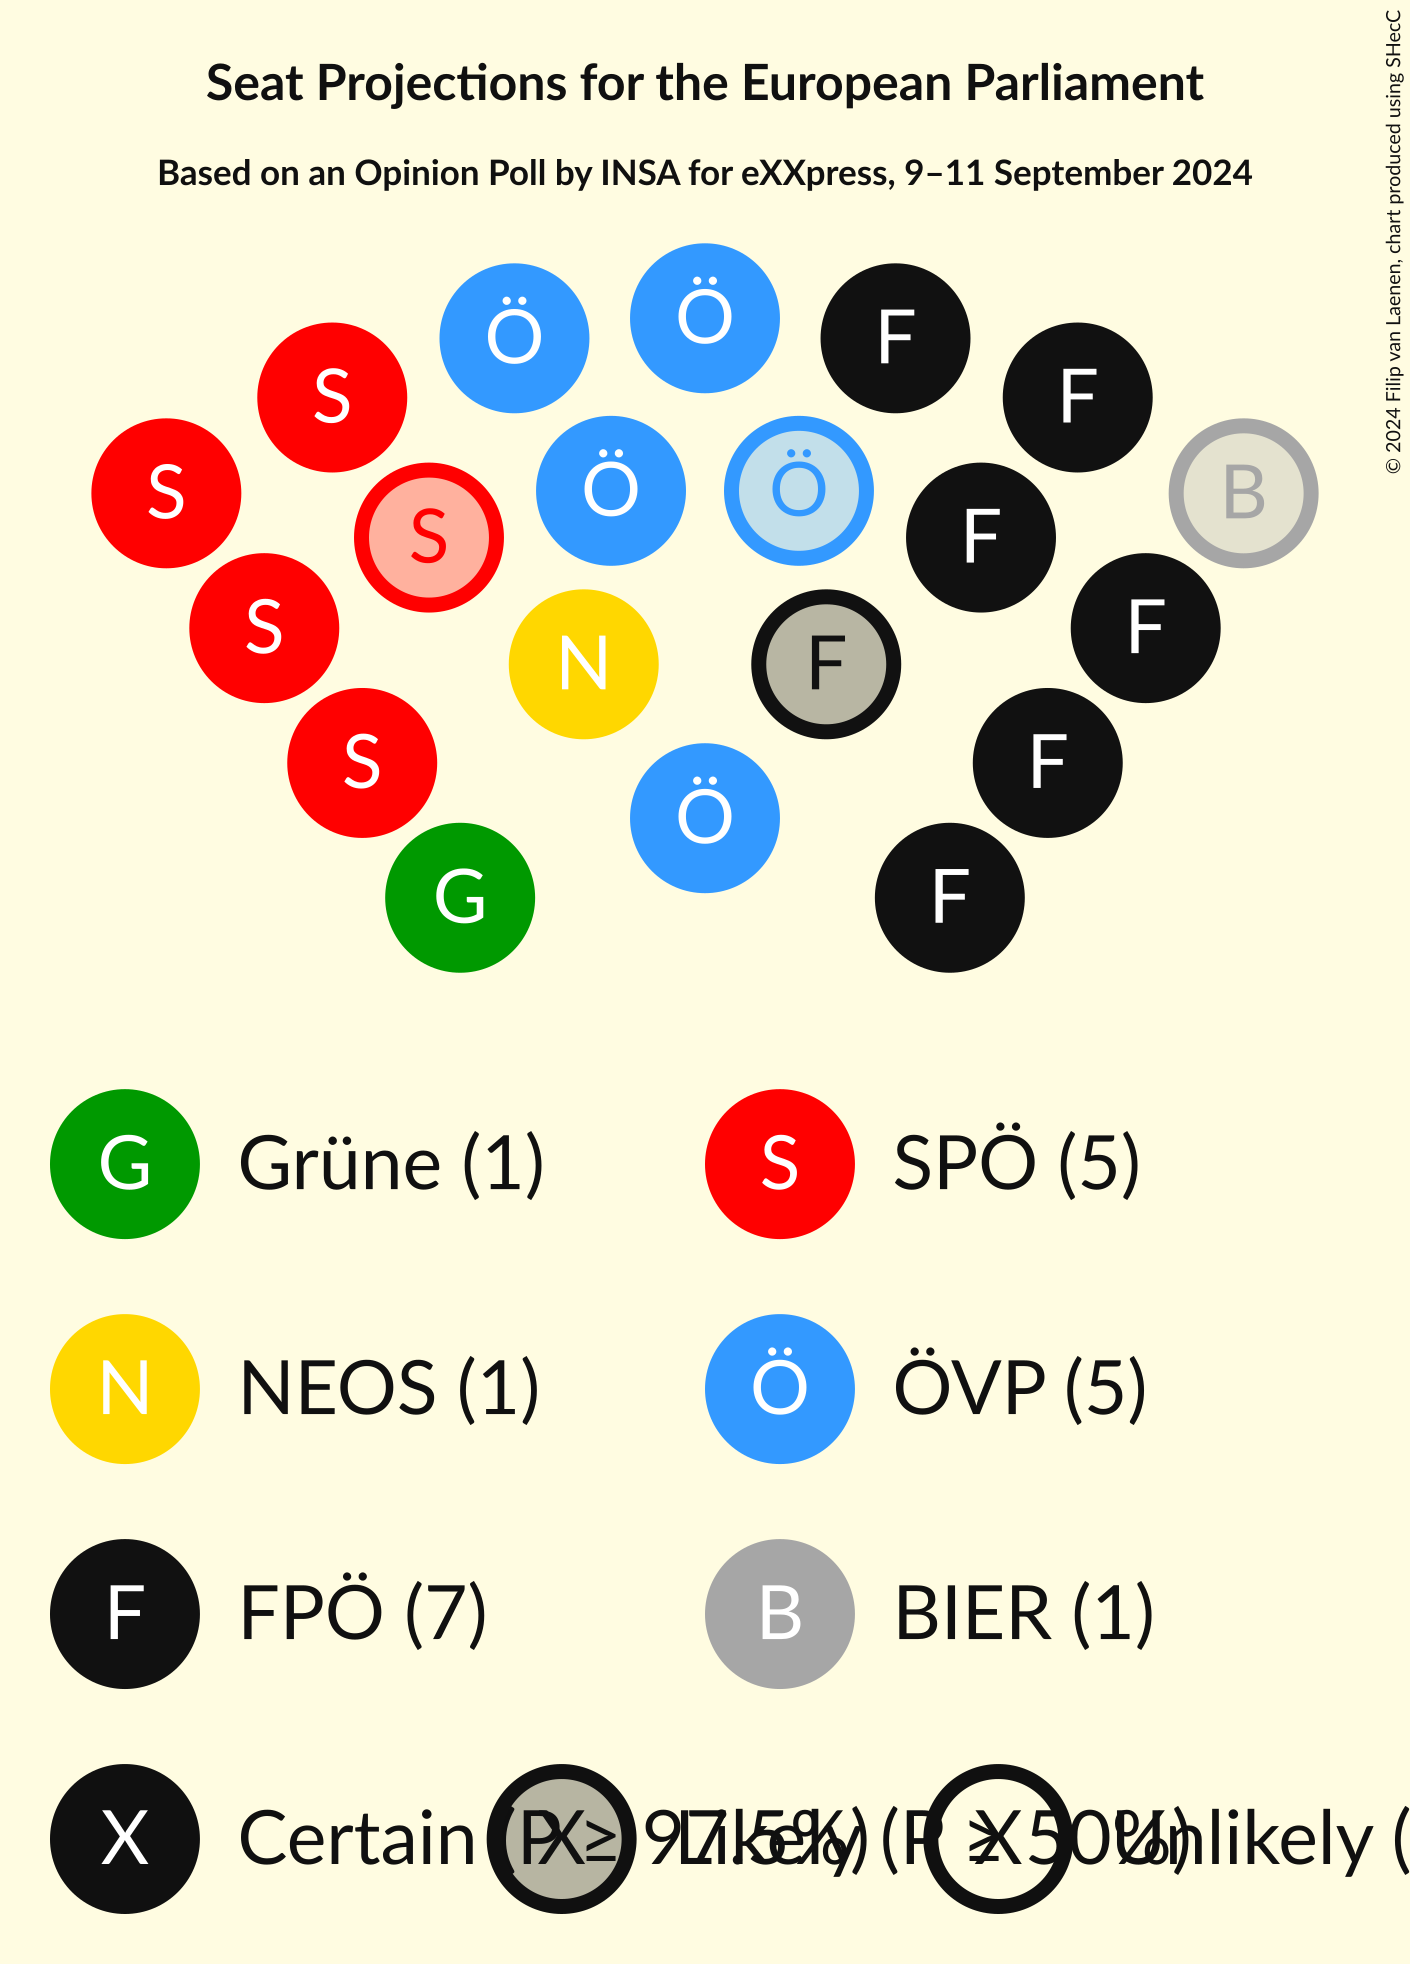 Seat Projections for the European Parliament
Based on an Opinion Poll by INSA for eXXpress, 9–11 September 2024
© 2024 Filip van Laenen, chart produced using SHecC
Ö
Ö F
S F
S Ö Ö B
S F
S F
N F
S F
Ö
G F
G Grüne (1) S SPÖ (5)
N NEOS (1) Ö ÖVP (5)
F FPÖ (7) B BIER (1)
X Certain (P ≥ 97.5%) X Likely (P ≥ 50%) X Unlikely (